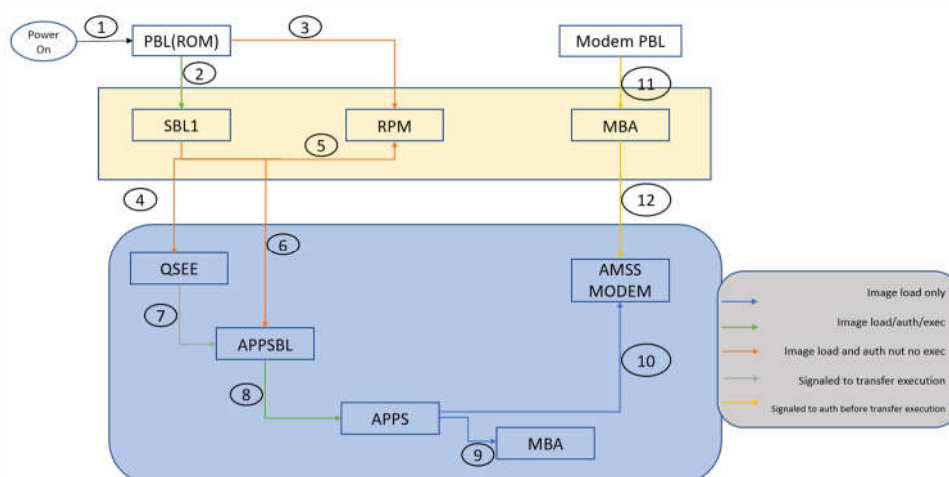 1
3
Power
On
PBL(ROM)
Modem PBL
2
11
SBL1
RPM
MBA
5
4
12
6
QSEE
AMSS
MODEM
7
APPSBL
10
8
APPS
9
MBA
Image load only
Image load/auth/exec
Image load and auth nut no exec
Signaled to transfer execution
Signaled to auth before transfer execution